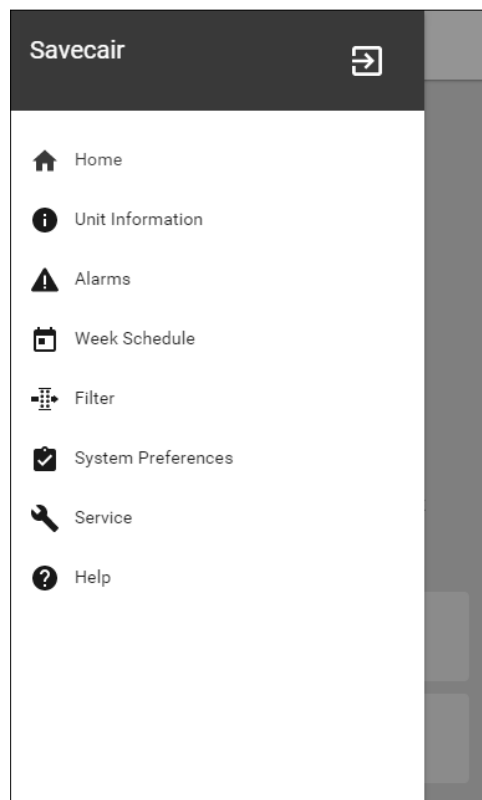 Savecair
Home
Unit Information
Alarms
Week Schedule
Filter
System Preferences
Service
Help